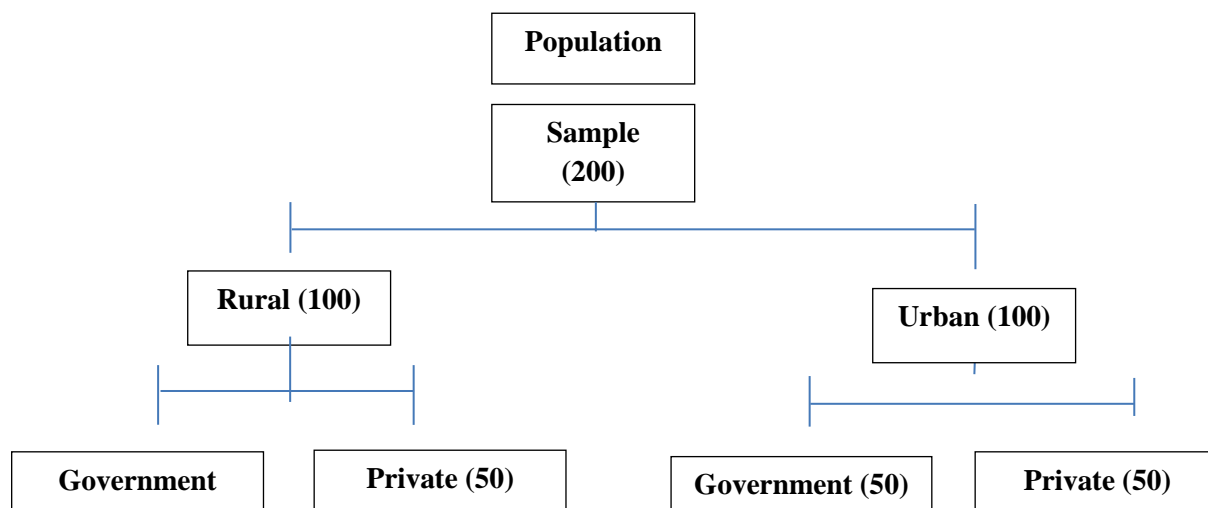 Population
Sample
(200)
Rural (100)
Urban (100)
Government
Private (50)
Government (50)
Private (50)